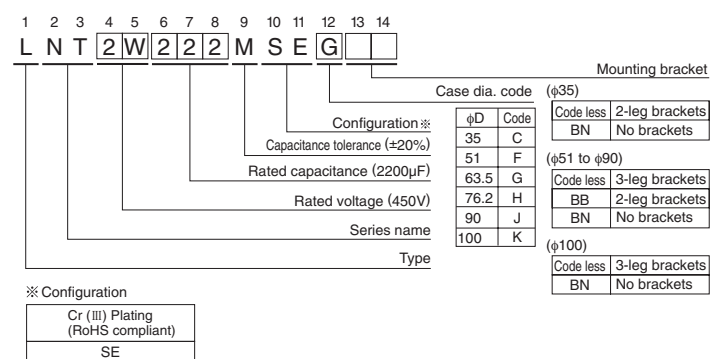 1 2 3 4 5 6 7 8 9 10 11 12 13 14
L N T 2 W 2 2 2 M S E G
Mounting bracket
Case dia. code
Configuration※
Capacitance tolerance (±20%)
Rated capacitance (2200µF)
Rated voltage (450V)
Series name
Type
ϕD Code
35 C
51 F
63.5 G
76.2 H
90 J
100 K
(ϕ35)
Code less 2-leg brackets
BN No brackets
(ϕ51 to ϕ90)
Code less 3-leg brackets
BB 2-leg brackets
BN No brackets
(ϕ100)
Code less 3-leg brackets
BN No brackets
※Configuration
Cr (Ⅲ) Plating
(RoHS compliant)
SE